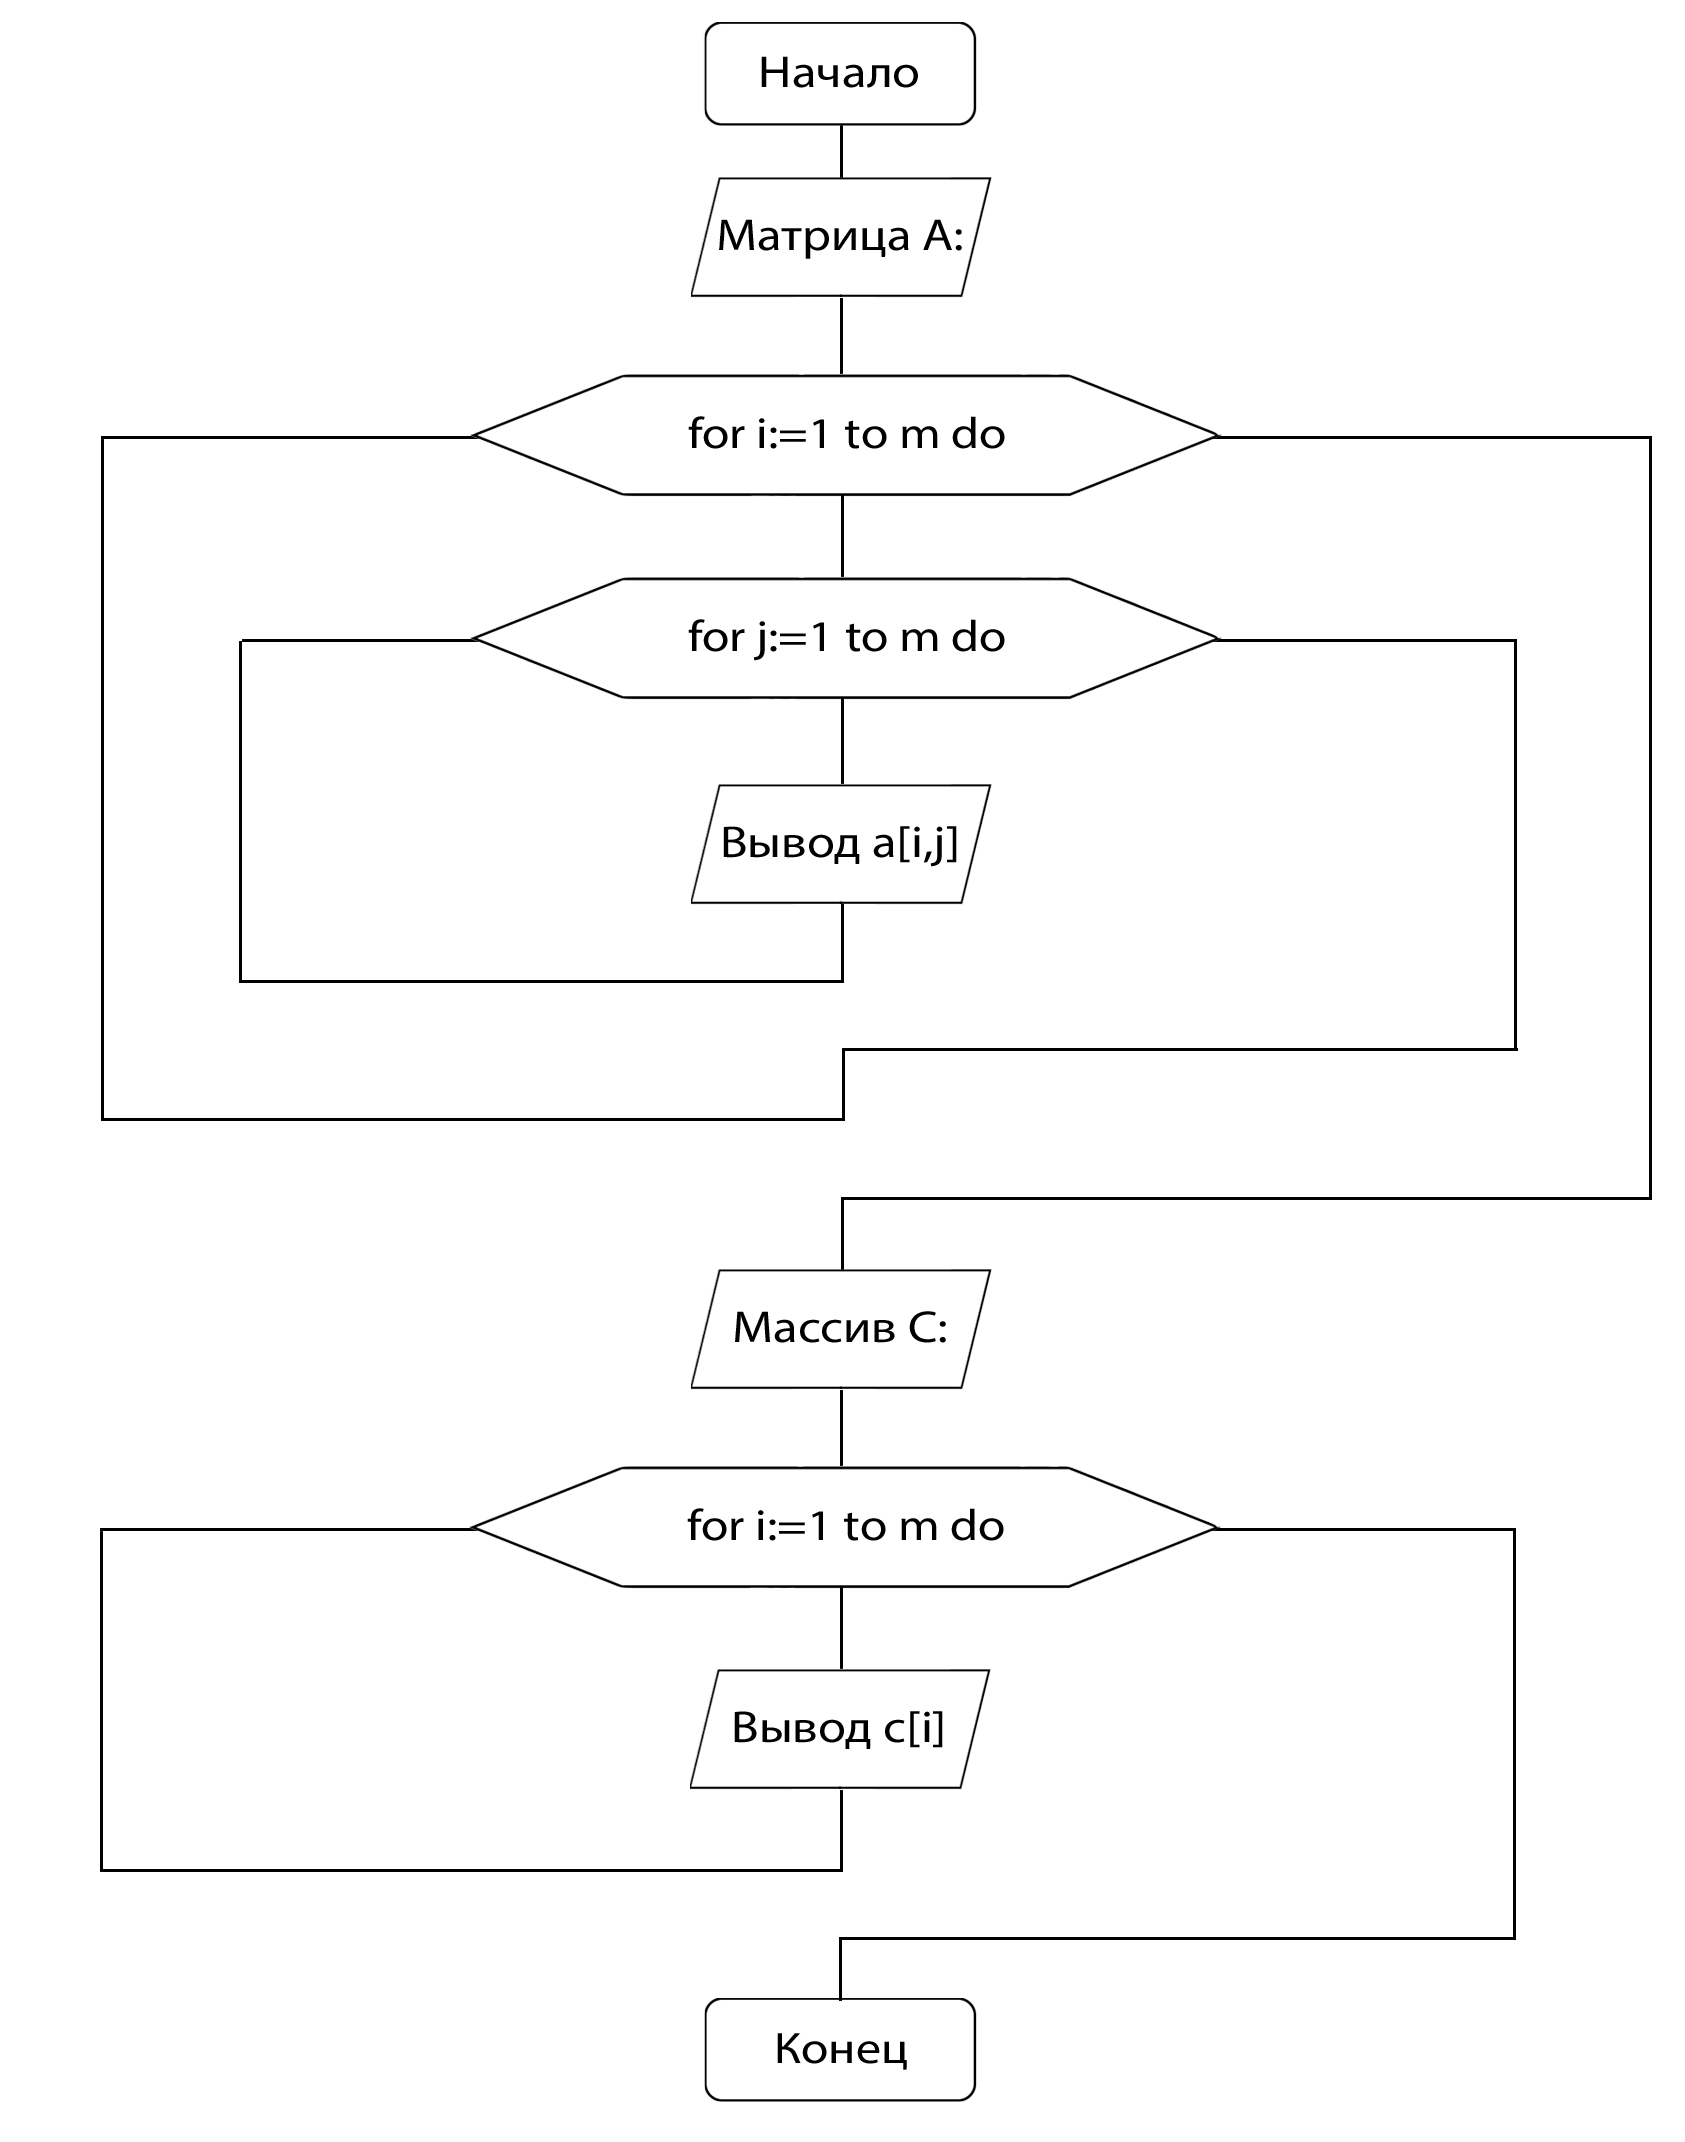 Начало
Матрица А:
for i:=1 to m do
for j:=1 to m do
Вывод a[i,j]
Массив С:
for i:=1 to m do
Вывод c[i]
Конец